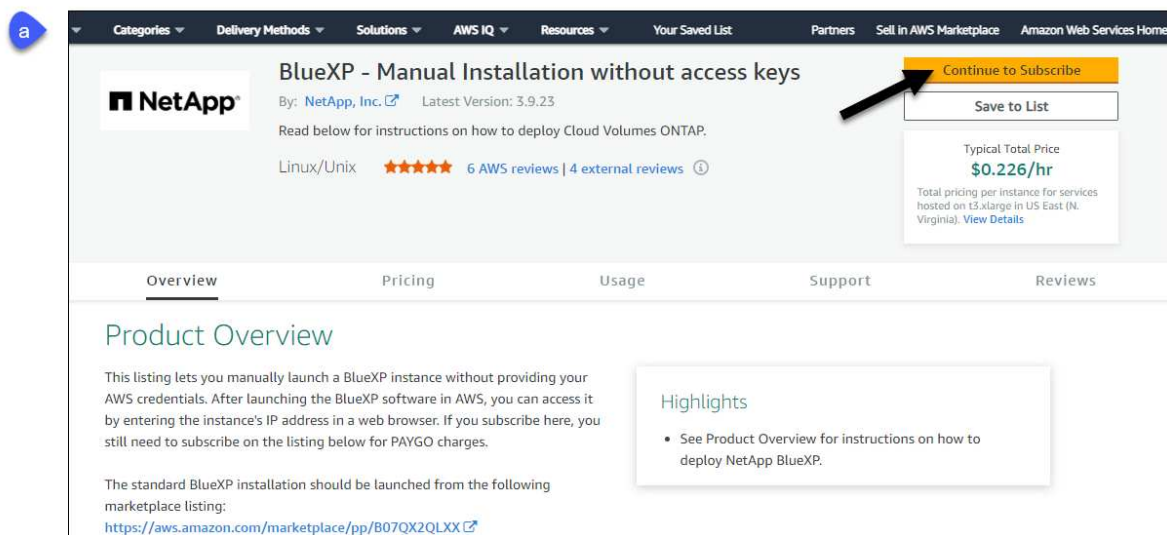 a
Categories Delivery Methods Solutions AWS IQ Resources Your Saved List Partners Sell in AWS Marketplace Amazon Web Services Home
NetApp
BlueXP - Manual Installation without access keys
By: NetApp, Inc. Latest Version: 3.9.23
Read below for instructions on how to deploy Cloud Volumes ONTAP.
Linux/Unix 6 AWS reviews | 4 external reviews
Continue to Subscribe
Save to List
Typical Total Price
$0.226/hr
Total pricing per instance for services
hosted on t3.xlarge in US East (N.
Virginia). View Details
Overview Pricing Usage Support Reviews
Product Overview
This listing lets you manually launch a BlueXP instance without providing your
AWS credentials. After launching the BlueXP software in AWS, you can access it
by entering the instance's IP address in a web browser. If you subscribe here, you
still need to subscribe on the listing below for PAYGO charges.
The standard BlueXP installation should be launched from the following
marketplace listing:
https://aws.amazon.com/marketplace/pp/B07QX2QLXX
Highlights
• See Product Overview for instructions on how to
deploy NetApp BlueXP.